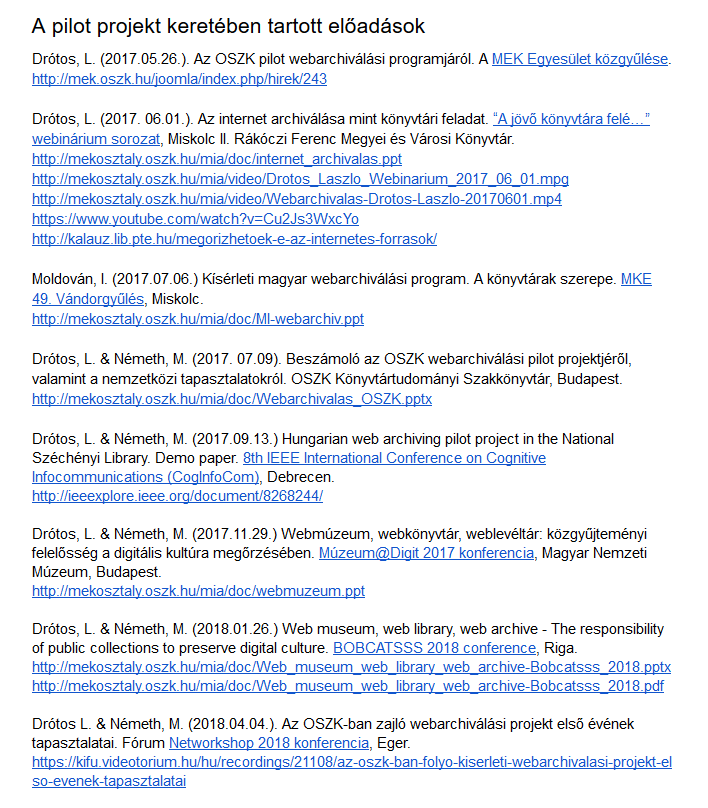 A pilot projekt keretében tartott előadások
Drótos, L. (2017.05.26.). Az OSZK pilot webarchiválási programjáról. A MEK Egyesület közgyűlése.
http://mek.oszk.hu/joomla/index.php/hirek/243
Drótos, L. (2017. 06.01.). Az internet archiválása mint könyvtári feladat. “A jövő könyvtára felé…”
webinárium sorozat, Miskolc II. Rákóczi Ferenc Megyei és Városi Könyvtár.
http://mekosztaly.oszk.hu/mia/doc/internet_archivalas.ppt
http://mekosztaly.oszk.hu/mia/video/Drotos_Laszlo_Webinarium_2017_06_01.mpg
http://mekosztaly.oszk.hu/mia/video/Webarchivalas-Drotos-Laszlo-20170601.mp4
https://www.youtube.com/watch?v=Cu2Js3WxcYo
http://kalauz.lib.pte.hu/megorizhetoek-e-az-internetes-forrasok/
Moldován, I. (2017.07.06.) Kísérleti magyar webarchiválási program. A könyvtárak szerepe. MKE
49. Vándorgyűlés, Miskolc.
http://mekosztaly.oszk.hu/mia/doc/MI-webarchiv.ppt
Drótos, L. & Németh, M. (2017. 07.09). Beszámoló az OSZK webarchiválási pilot projektjéről,
valamint a nemzetközi tapasztalatokról. OSZK Könyvtártudományi Szakkönyvtár, Budapest.
http://mekosztaly.oszk.hu/mia/doc/Webarchivalas_OSZK.pptx
Drótos, L. & Németh, M. (2017.09.13.) Hungarian web archiving pilot project in the National
Széchényi Library. Demo paper. 8th IEEE International Conference on Cognitive
Infocommunications (CogInfoCom), Debrecen.
http://ieeexplore.ieee.org/document/8268244/
Drótos, L. & Németh, M. (2017.11.29.) Webmúzeum, webkönyvtár, weblevéltár: közgyűjteményi
felelősség a digitális kultúra megőrzésében. Múzeum@Digit 2017 konferencia, Magyar Nemzeti
Múzeum, Budapest.
http://mekosztaly.oszk.hu/mia/doc/webmuzeum.ppt
Drótos, L. & Németh, M. (2018.01.26.) Web museum, web library, web archive - The responsibility
of public collections to preserve digital culture. BOBCATSSS 2018 conference, Riga.
http://mekosztaly.oszk.hu/mia/doc/Web_museum_web_library_web_archive-Bobcatsss_2018.pptx
http://mekosztaly.oszk.hu/mia/doc/Web_museum_web_library_web_archive-Bobcatsss_2018.pdf
Drótos L. & Németh, M. (2018.04.04.). Az OSZK-ban zajló webarchiválási projekt első évének
tapasztalatai. Fórum Networkshop 2018 konferencia, Eger.
https://kifu.videotorium.hu/hu/recordings/21108/az-oszk-ban-folyo-kiserleti-webarchivalasi-projekt-el
so-evenek-tapasztalatai